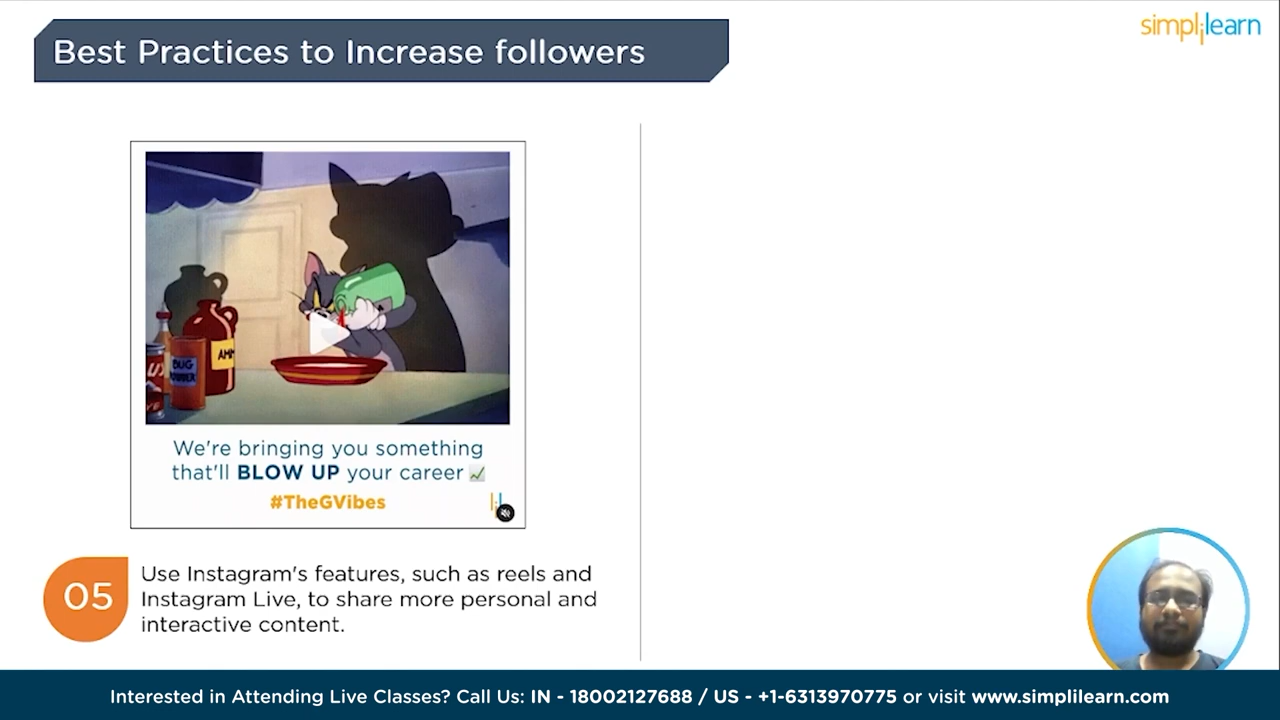 Best Practices to Increase followers
simplilearn
AMM
BUG
We're bringing you something
that'll BLOW UP your career
#TheGVibes
05
Use Instagram's features, such as reels and
Instagram Live, to share more personal and
interactive content.
Interested in Attending Live Classes? Call Us: IN - 18002127688 / US - +1-6313970775 or visit www.simplilearn.com